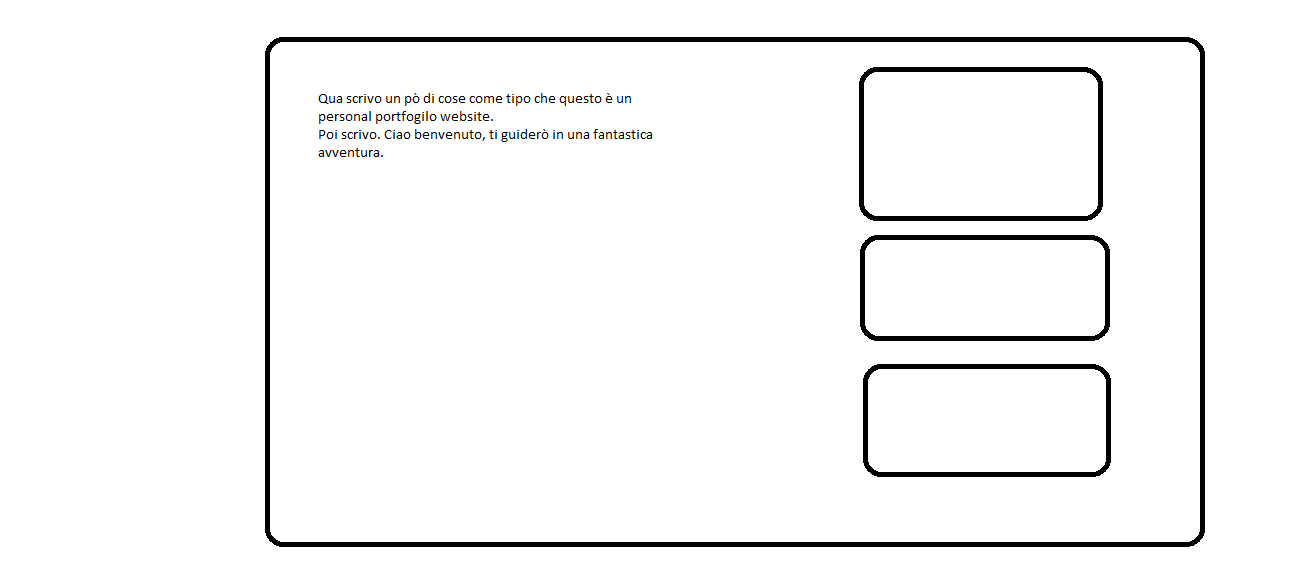 Qua scrivo un pò di cose come tipo che questo è un
personal portfogilo website.
Poi scrivo. Ciao benvenuto, ti guiderò in una fantastica
avventura.